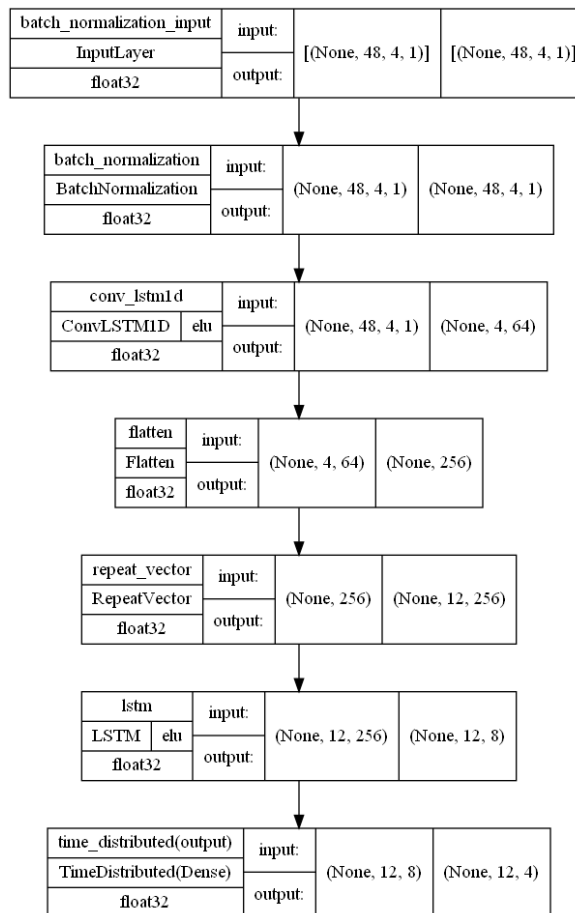 batch_normalization_input
InputLayer
float32
input:
output:
[(None, 48, 4, 1)]
[(None, 48, 4, 1)]
batch_normalization
BatchNormalization
float32
input:
output:
(None, 48, 4, 1)
(None, 48, 4, 1)
conv_lstm1d
ConvLSTM1D
elu
float32
input:
output:
(None, 48, 4, 1)
(None, 4, 64)
flatten
Flatten
float32
input:
output:
(None, 4, 64)
(None, 256)
repeat_vector
RepeatVector
float32
input:
output:
(None, 256)
(None, 12, 256)
lstm
LSTM
elu
float32
input:
output:
(None, 12, 256)
(None, 12, 8)
time_distributed(output)
TimeDistributed(Dense)
float32
input:
output:
(None, 12, 8)
(None, 12, 4)